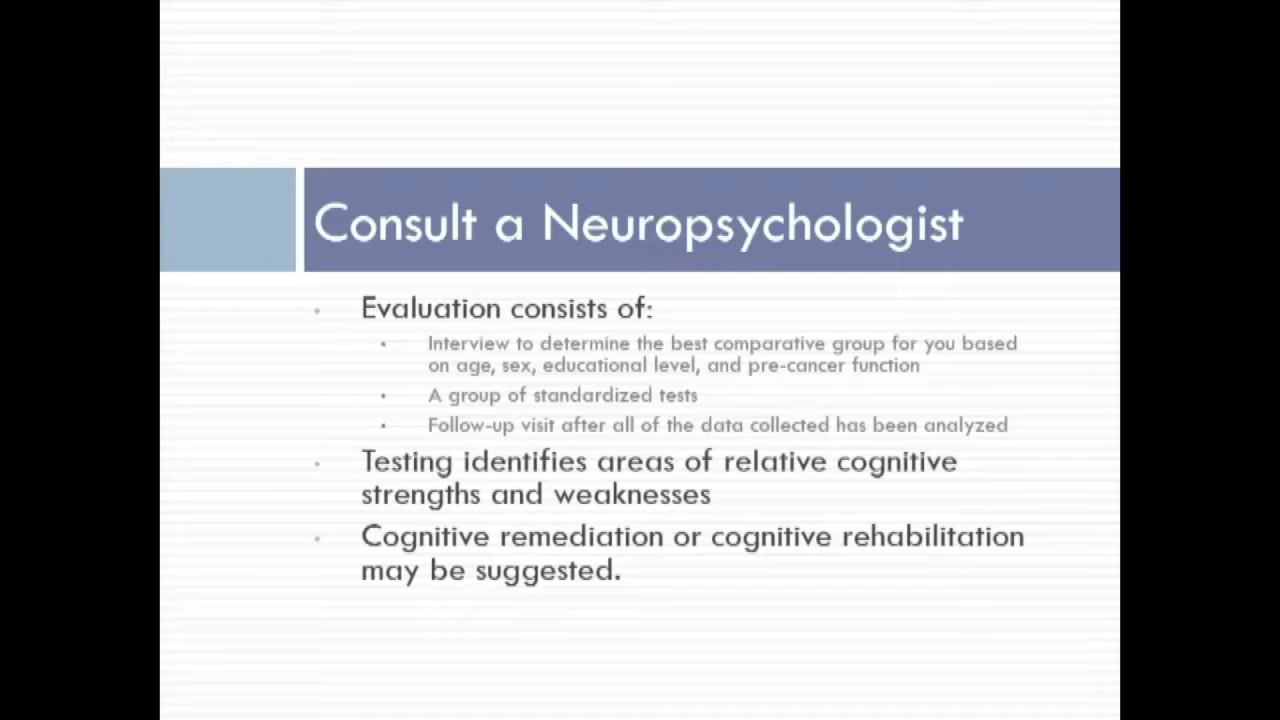 Consult a Neuropsychologist
• Evaluation consists of:
• Interview to determine the best comparative group for you based
on age, sex, educational level, and pre-cancer function
• A group of standardized tests
• Follow-up visit after all of the data collected has been analyzed
• Testing identifies areas of relative cognitive
strengths and weaknesses
• Cognitive remediation or cognitive rehabilitation
may be suggested.